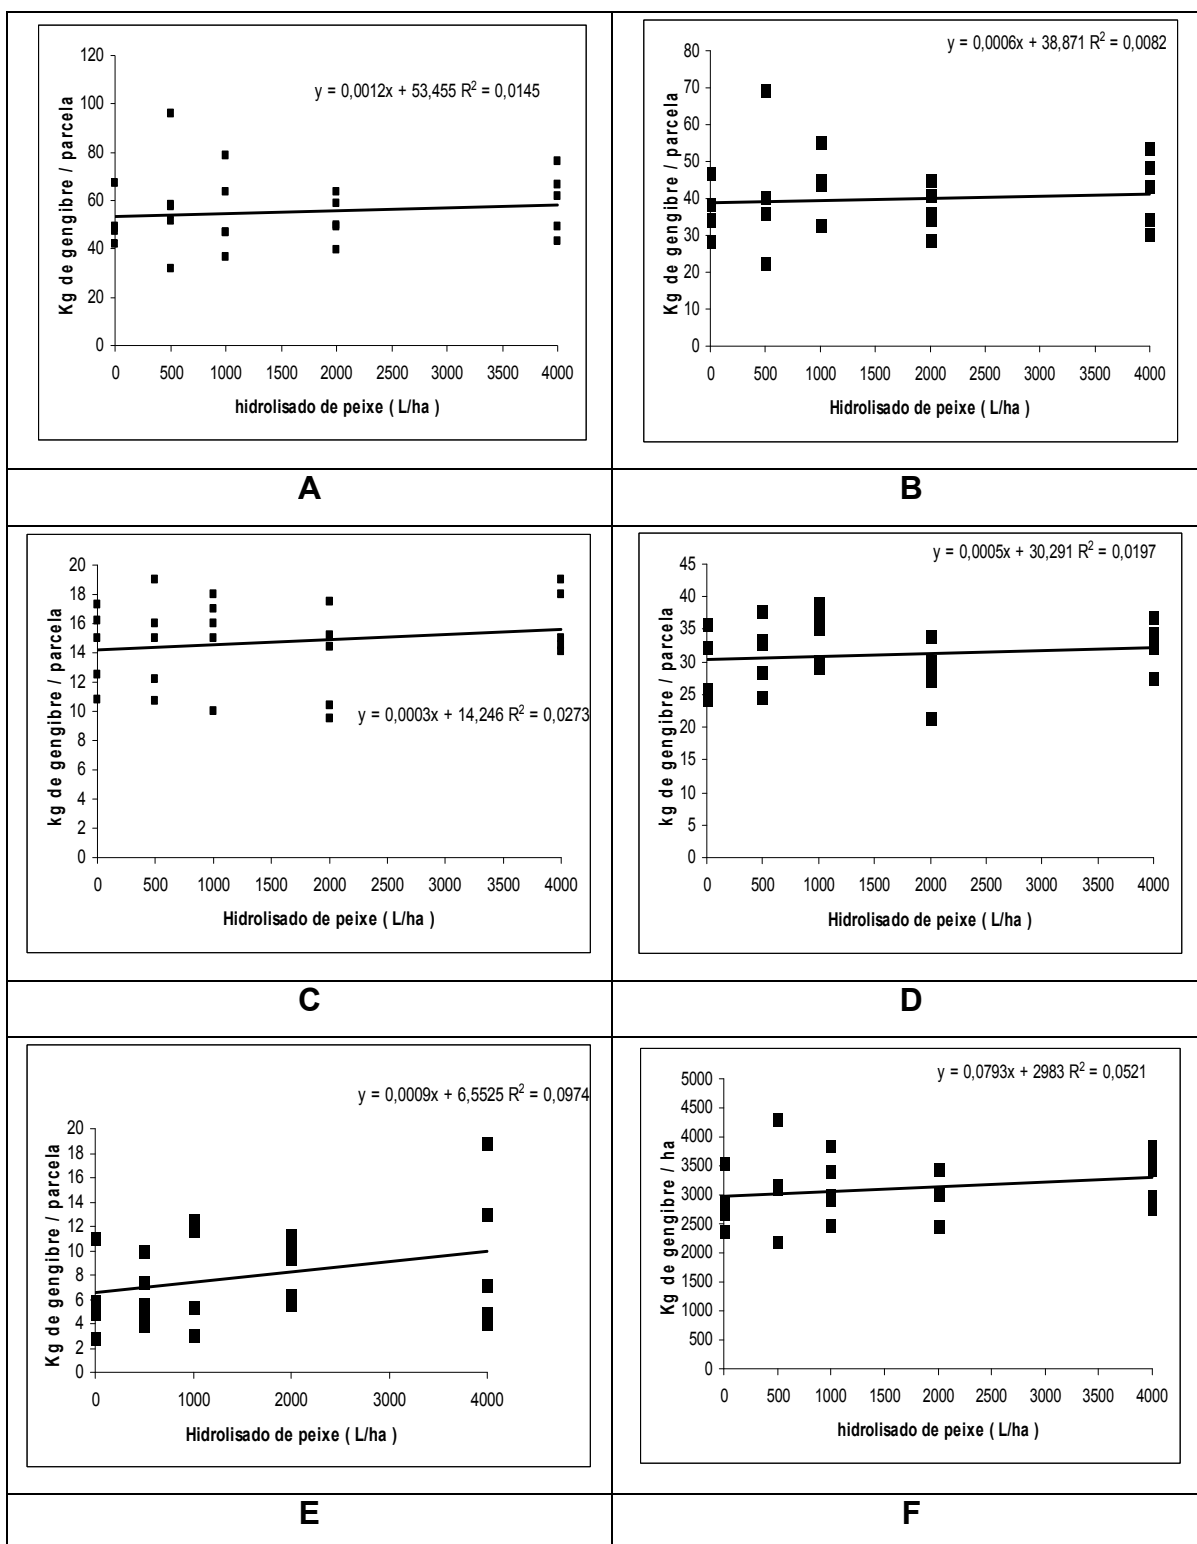 120
100
80
60
40
20
0
Kg de gengibre / parcela
y = 0,0012x + 53,455 R² = 0,0145
0 500 1000 1500 2000 2500 3000 3500 4000
hidrolisado de peixe ( L/ha )
A
80
70
60
50
40
30
20
10
0
Kg de gengibre / parcela
y = 0,0006x + 38,871 R² = 0,0082
0 500 1000 1500 2000 2500 3000 3500 4000
Hidrolisado de peixe ( L/ha )
B
20
18
16
14
12
10
8
6
4
2
0
kg de gengibre / parcela
y = 0,0003x + 14,246 R² = 0,0273
0 500 1000 1500 2000 2500 3000 3500 4000
Hidrolisado de peixe ( L/ha )
C
45
40
35
30
25
20
15
10
5
0
kg de gengibre / parcela
y = 0,0005x + 30,291 R² = 0,0197
0 500 1000 1500 2000 2500 3000 3500 4000
Hidrolisado de peixe ( L/ha )
D
y = 0,0009x + 6,5525 R² = 0,0974
20
18
16
14
12
10
8
6
4
2
0
Kg de gengibre / parcela
0 1000 2000 3000 4000
Hidrolisado de peixe ( L/ha )
E
y = 0,0793x + 2983 R² = 0,0521
5000
4500
4000
3500
3000
2500
2000
1500
1000
500
0
Kg de gengibre / ha
0 500 1000 1500 2000 2500 3000 3500 4000
hidrolisado de peixe ( L/ha )
F